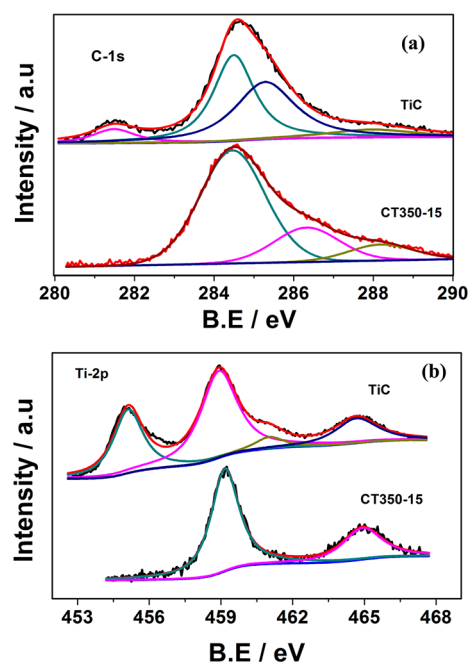 (a)
C-1s
TiC
CT350-15
Intensity / a.u
280 282 284 286 288 290
B.E / eV
(b)
Ti-2p
TiC
CT350-15
Intensity / a.u
453 456 459 462 465 468
B.E / eV